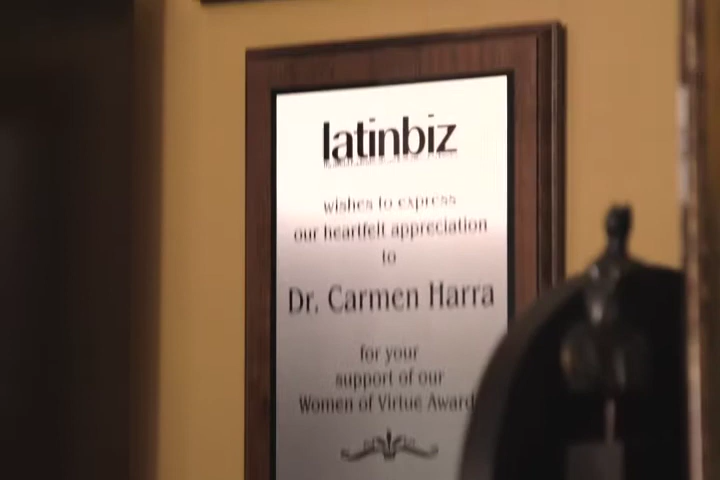 latinbiz
wishes to express
our heartfelt appreciation
to
Dr. Carmen Harra
for your
support of our
Women of Virtue Award